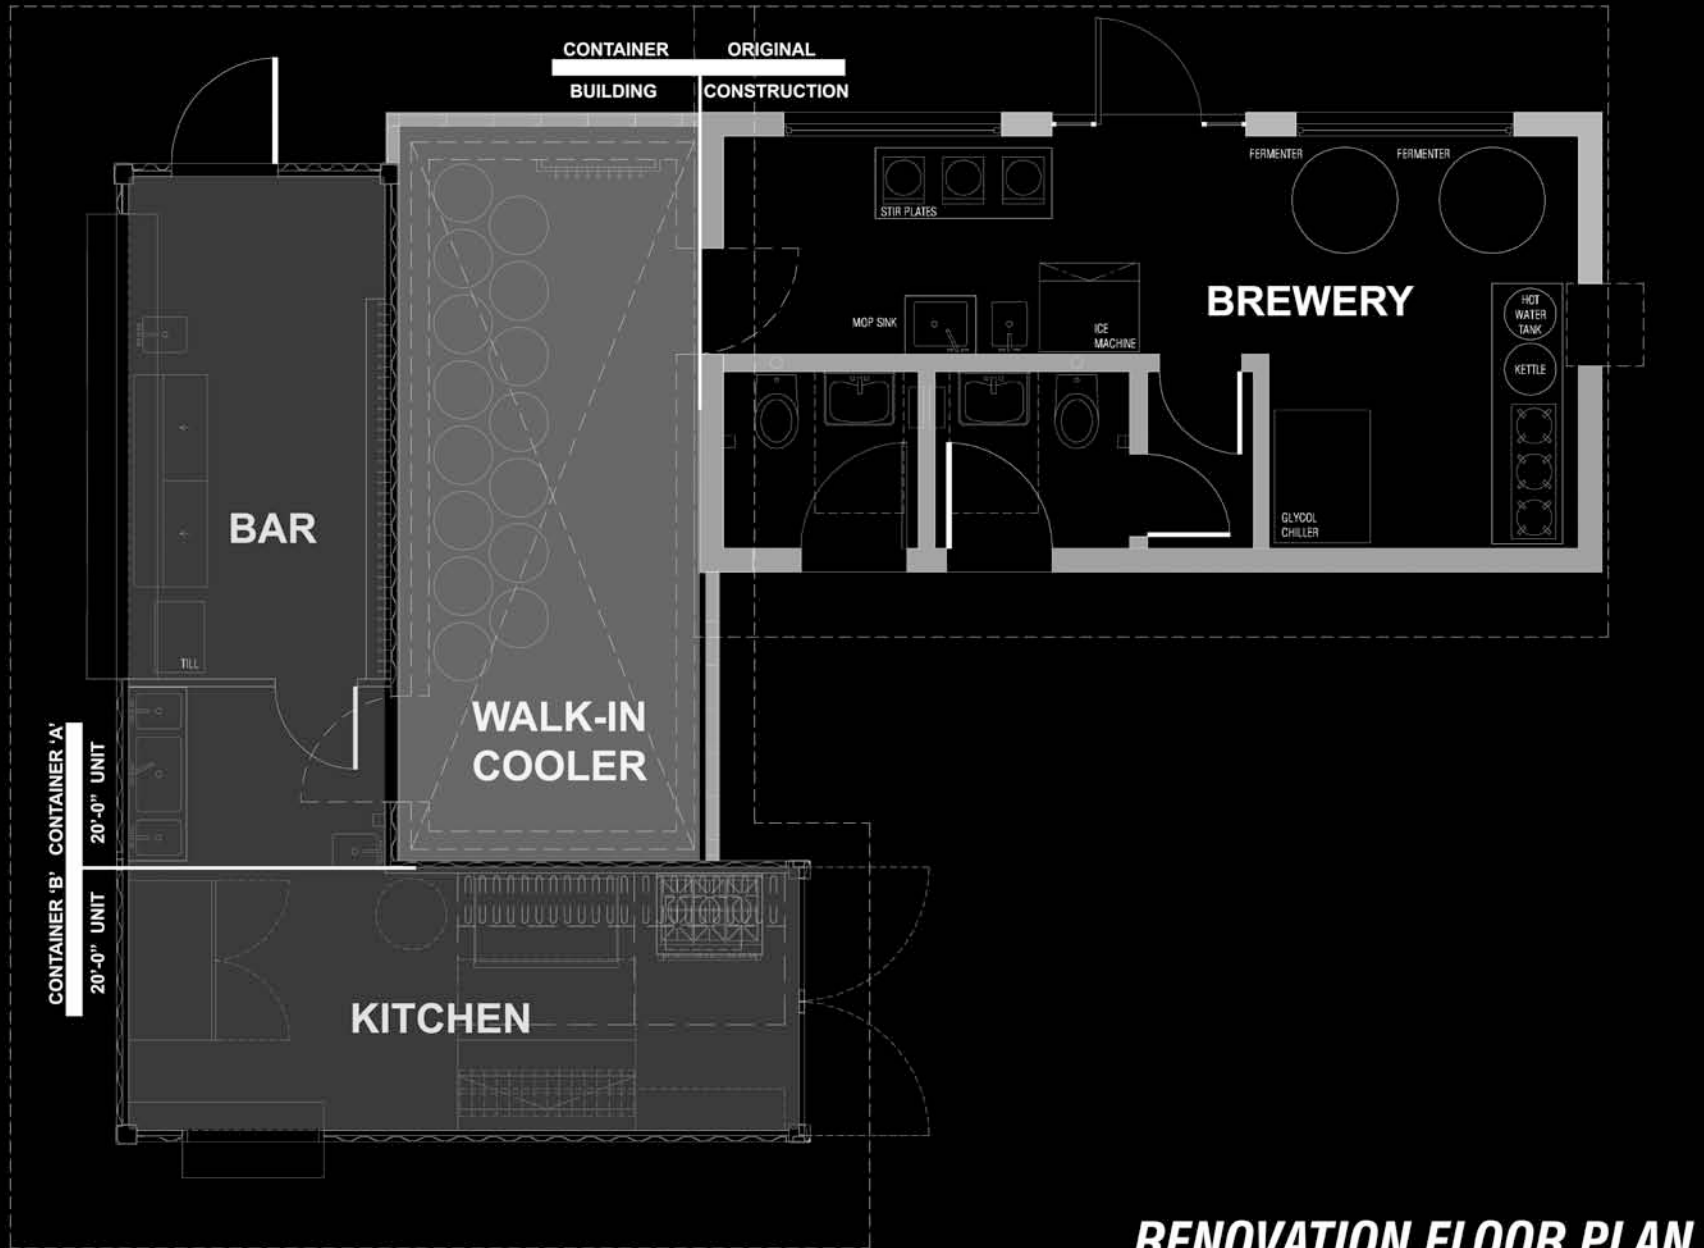 CONTAINER ORIGINAL
BUILDING CONSTRUCTION
FERMENTER FERMENTER
STIR PLATES
BREWERY
HOT
WATER
TANK
MOP SINK
ICE
MACHINE
KETTLE
BAR
GLYCOL
CHILLER
TILL
WALK-IN
COOLER
CONTAINER 'A'
20'-0" UNIT
CONTAINER 'B'
20'-0" UNIT
KITCHEN
RENOVATION FLOOR PLAN